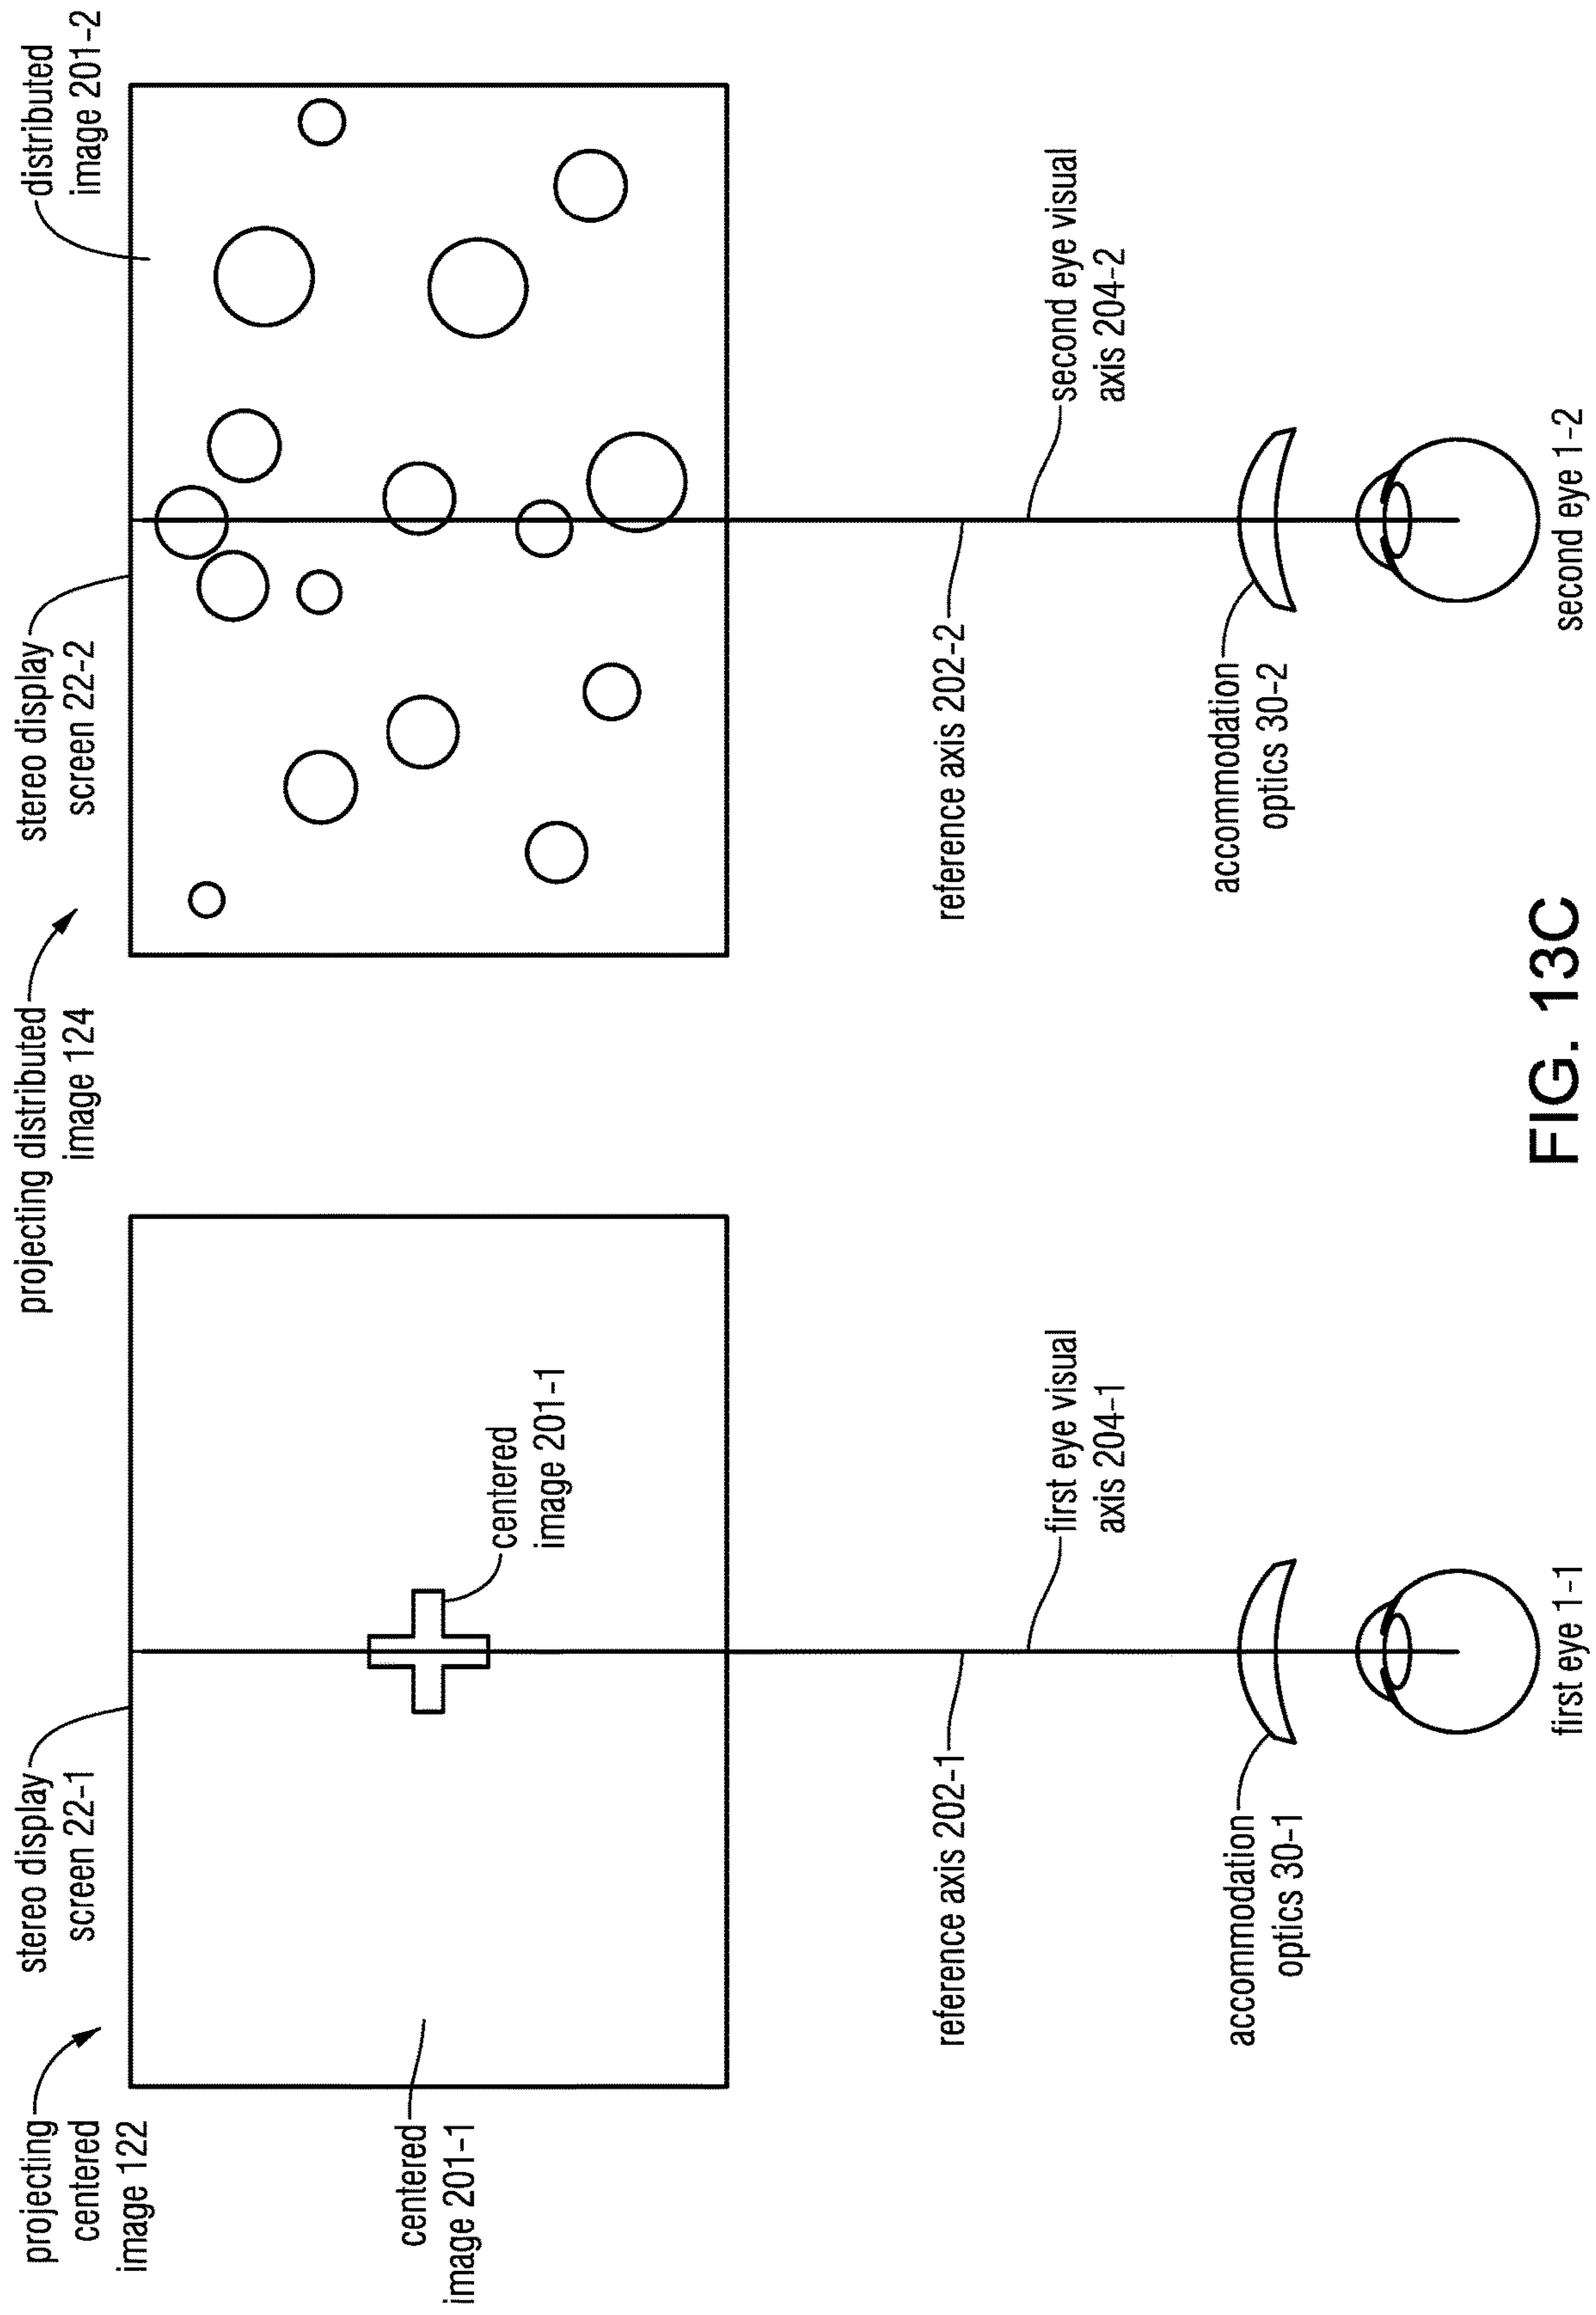 projecting
centered
image 122
stereo display
screen 22-1
projecting distributed
image 124
stereo display
screen 22-2
distributed
image 201-2
centered
image 201-1
centered
image 201-1
reference axis 202-1
first eye visual
axis 204-1
reference axis 202-2
second eye visual
axis 204-2
accommodation
optics 30-1
accommodation
optics 30-2
first eye 1-1
second eye 1-2
FIG. 13C